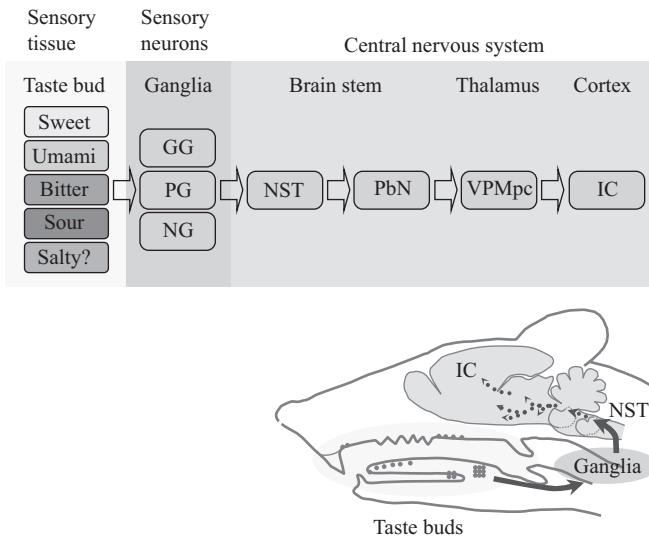 Sensory tissue
Sensory neurons
Central nervous system
Taste bud
Ganglia
Brain stem
Thalamus
Cortex
Sweet
Umami
Bitter
Sour
Salty?
GG
PG
NG
NST
PbN
VPMpc
IC
IC
NST
Ganglia
Taste buds